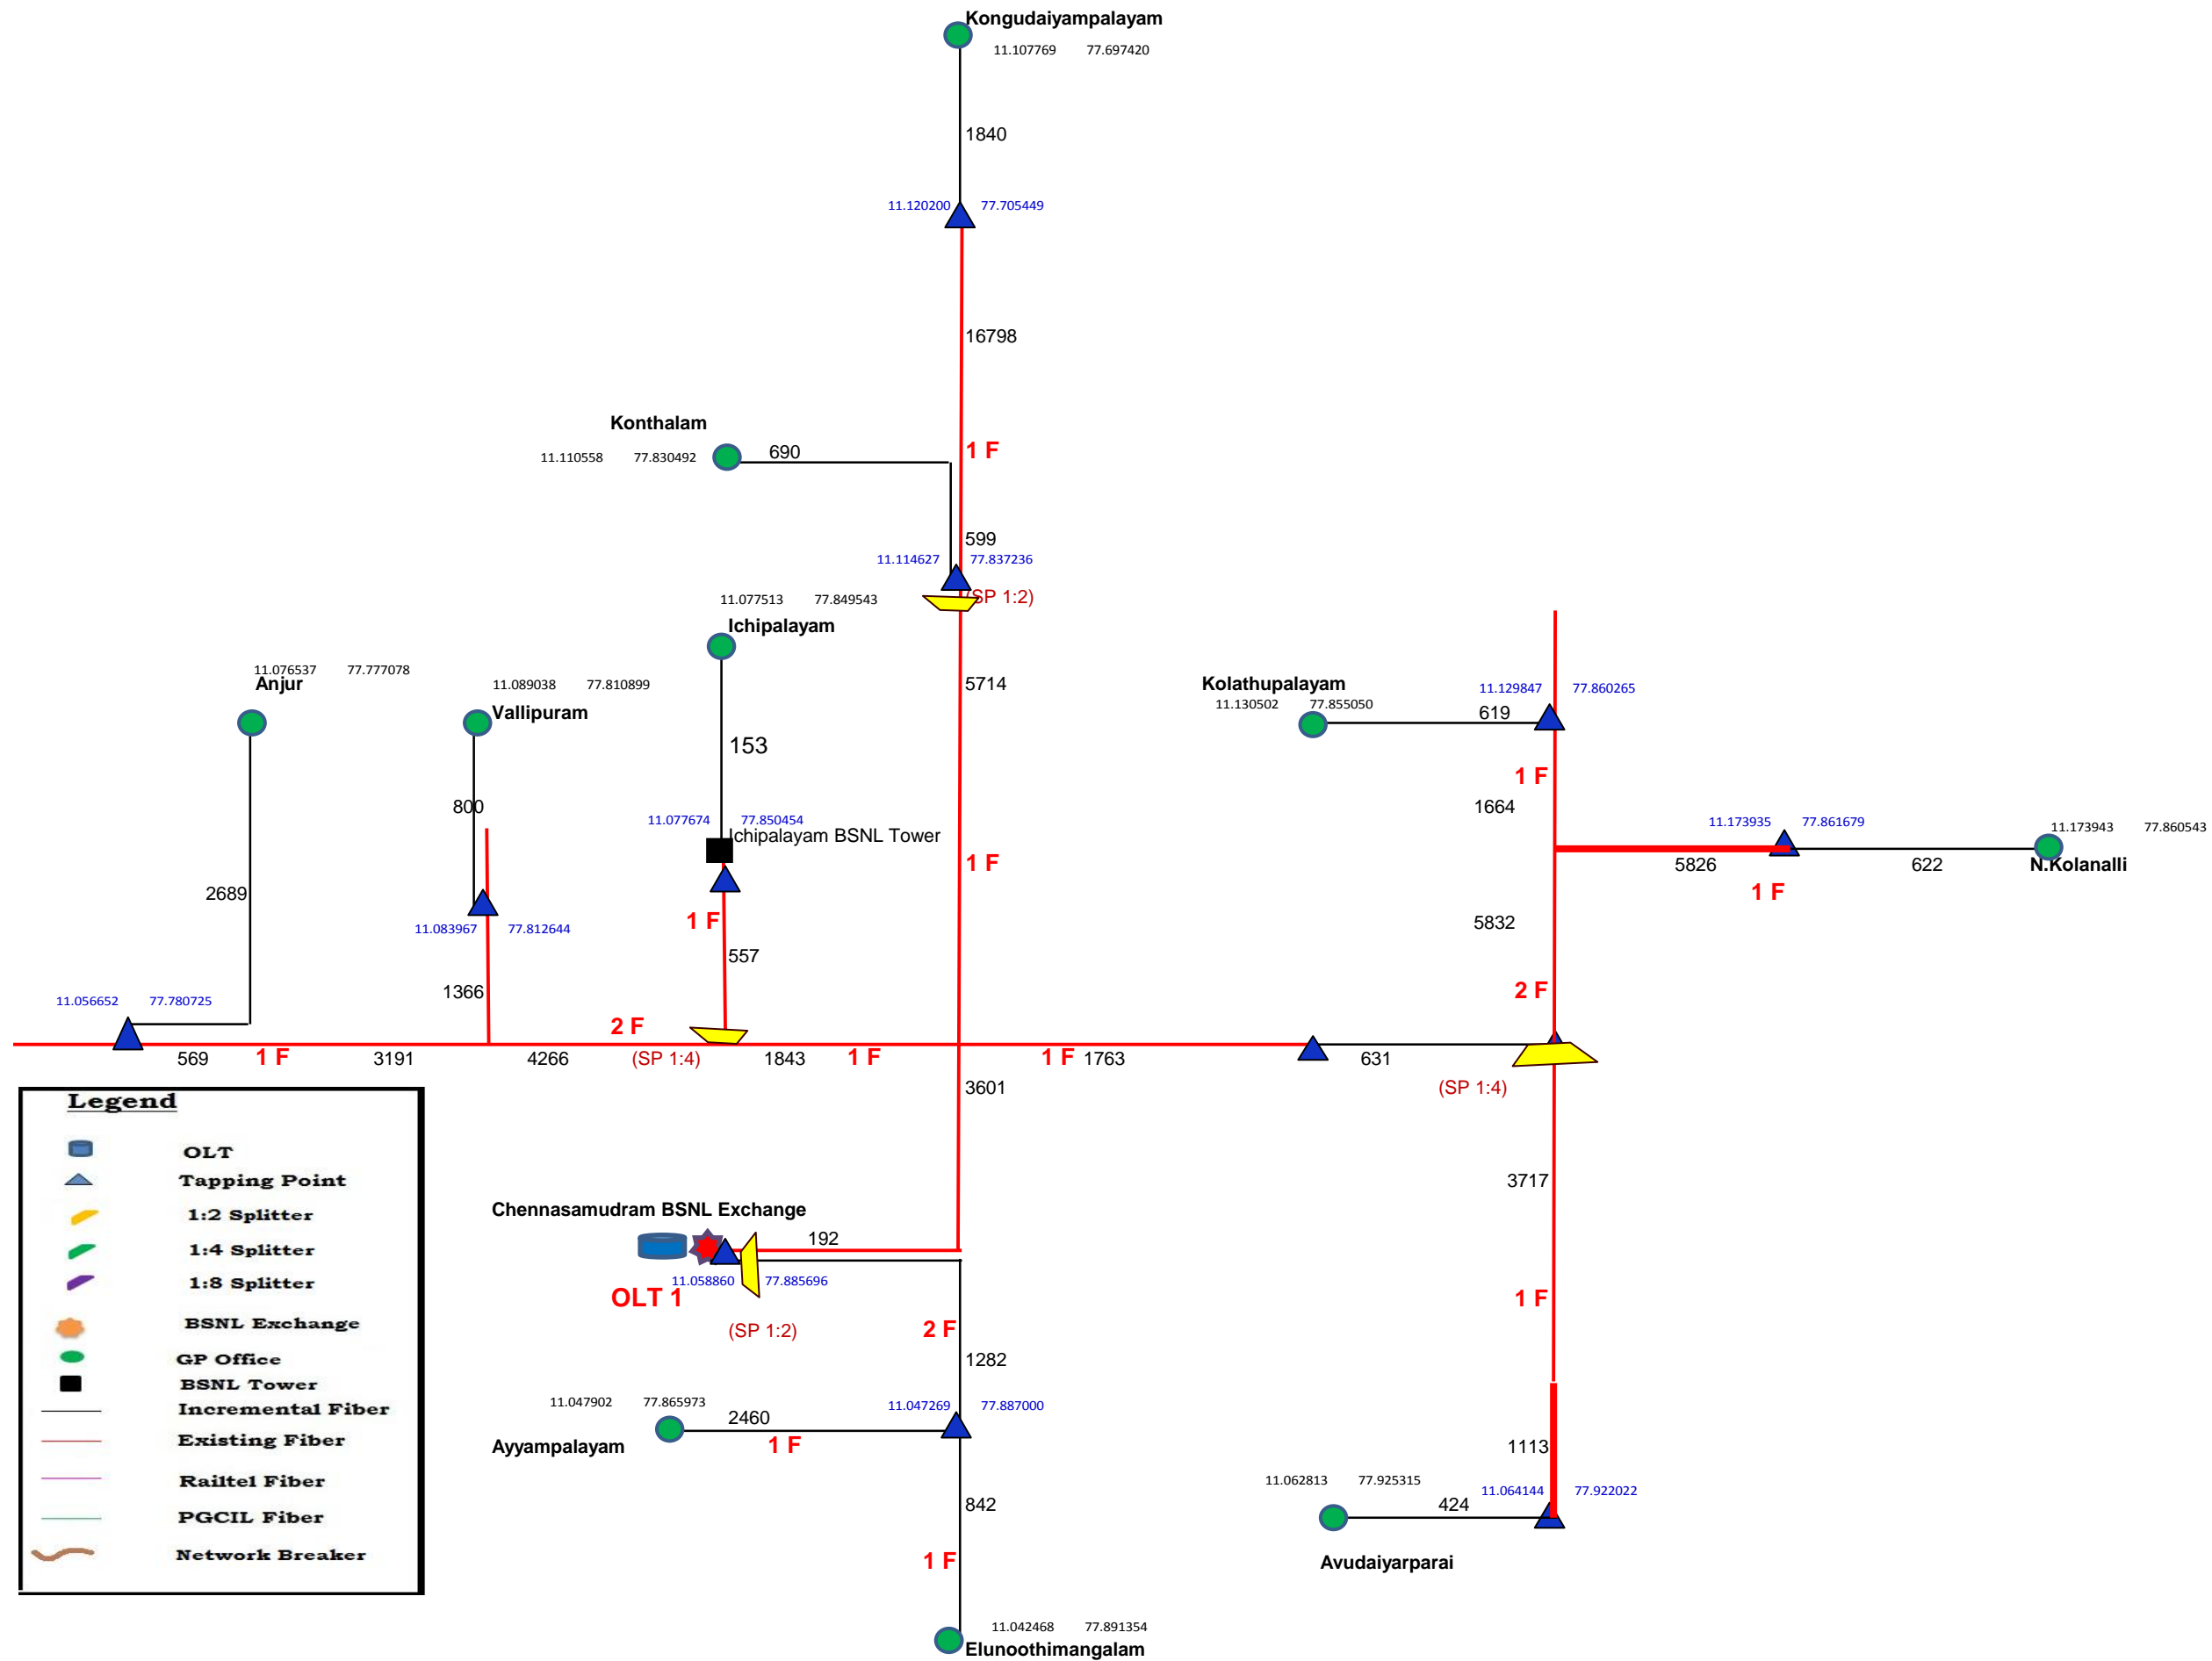 Kongudaiyampalayam
11.107769 77.697420
1840
11.120200 77.705449
16798
Konthalam
690
1 F
11.110558 77.830492
599
11.114627 77.837236
(SP 1:2)
11.077513 77.849543
Ichipalayam
11.076537 77.777078
Anjur
11.089038 77.810899
Vallipuram
5714
Kolathupalayam
11.130502 77.855050
11.129847 77.860265
619
153
1 F
800
1664
11.077674 77.850454
Ichipalayam BSNL Tower
11.173935 77.861679
11.173943 77.860543
1 F
5826
622
N.Kolanalli
2689
1 F
1 F
5832
11.083967 77.812644
557
1366
11.056652 77.780725
2 F
2 F
569
1 F
3191
4266
(SP 1:4)
1843
1 F
1 F 1763
631
(SP 1:4)
3601
Legend
OLT
Tapping Point
1:2 Splitter
1:4 Splitter
1:8 Splitter
BSNL Exchange
GP Office
BSNL Tower
Incremental Fiber
Existing Fiber
Railtel Fiber
PGCIL Fiber
Network Breaker
3717
Chennasamudram BSNL Exchange
192
11.058860 77.885696
OLT 1
1 F
(SP 1:2)
2 F
1282
11.047902 77.865973
11.047269 77.887000
2460
1 F
Ayyampalayam
1113
11.062813 77.925315
11.064144 77.922022
842
424
1 F
Avudaiyarparai
11.042468 77.891354
Elunoothimangalam